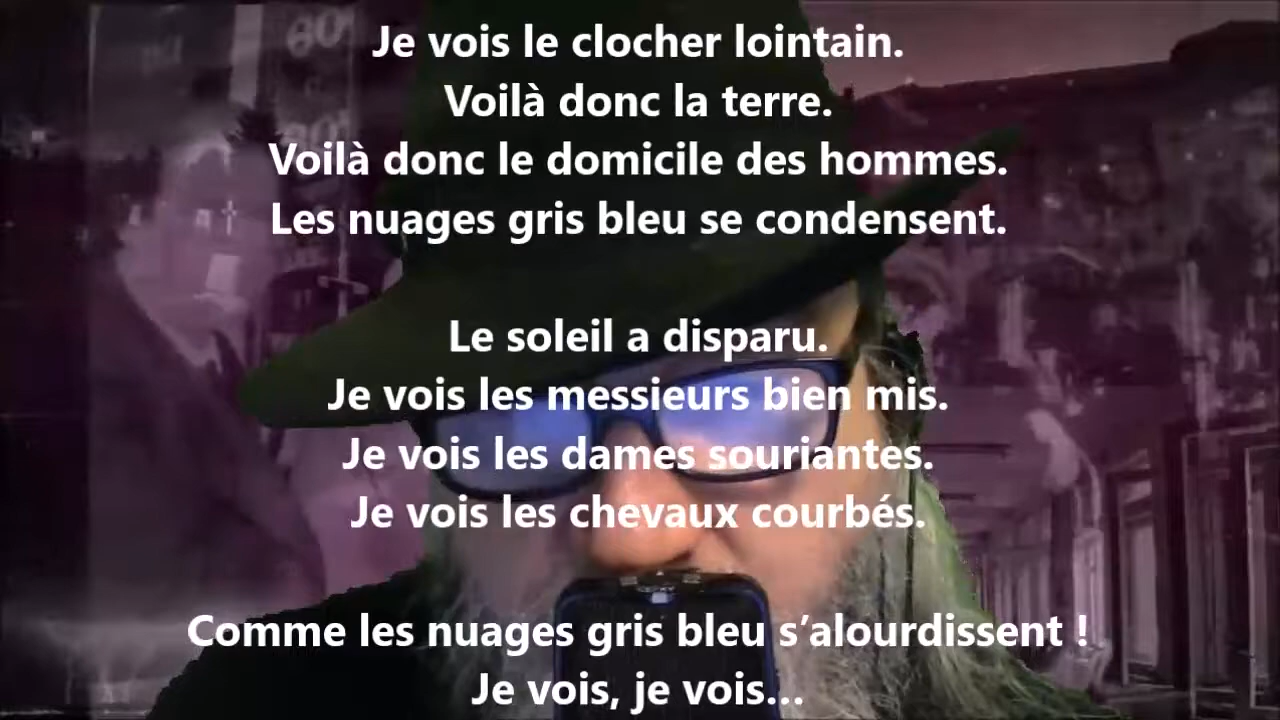 Je vois le clocher lointain.
Voilà donc la terre.
Voilà donc le domicile des hommes.
Les nuages gris bleu se condensent.
Le soleil a disparu.
Je vois les messieurs bien mis.
Je vois les dames souriantes.
Je vois les chevaux courbés.
Comme les nuages gris bleu s’alourdissent !
Je vois, je vois...